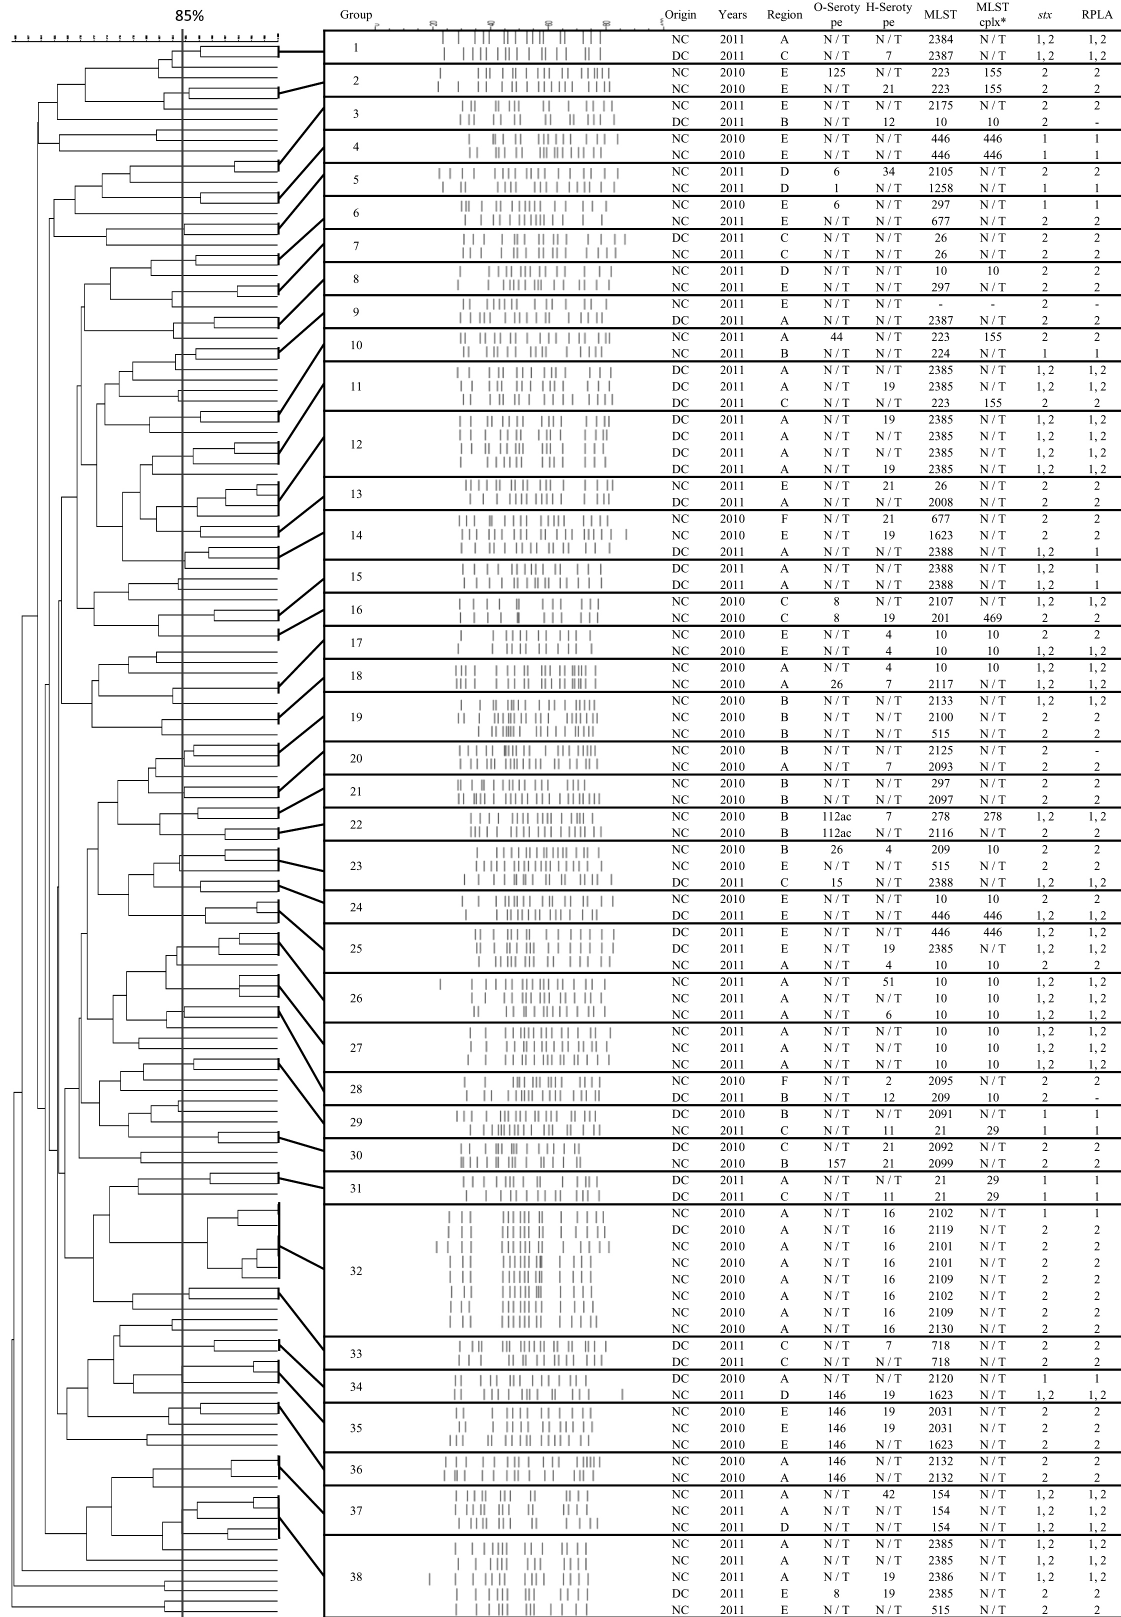 85%
Group Origin Years Region O-Seroty pe H-Seroty pe MLST MLST cplx* stx RPLA
1
NC 2011 A N / T N / T 2384 N / T 1, 2 1, 2
DC 2011 C N / T 7 2387 N / T 1, 2 1, 2
2
NC 2010 E 125 N / T 223 155 2 2
NC 2010 E N / T 21 223 155 2 2
3
NC 2011 E N / T N / T 2175 N / T 2 2
DC 2011 B N / T 12 10 10 2 -
4
NC 2010 E N / T N / T 446 446 1 1
NC 2010 E N / T N / T 446 446 1 1
5
NC 2011 D 6 34 2105 N / T 2 2
NC 2011 D 1 N / T 1258 N / T 1 1
6
NC 2010 E 6 N / T 297 N / T 1 1
NC 2011 E N / T N / T 677 N / T 2 2
7
DC 2011 C N / T N / T 26 N / T 2 2
NC 2011 C N / T N / T 26 N / T 2 2
8
NC 2011 D N / T N / T 10 10 2 2
NC 2011 E N / T N / T 297 N / T 2 2
9
NC 2011 E N / T N / T - - 2 -
DC 2011 A N / T N / T 2387 N / T 2 2
10
NC 2011 A 44 N / T 223 155 2 2
NC 2011 B N / T N / T 224 N / T 1 1
11
DC 2011 A N / T N / T 2385 N / T 1, 2 1, 2
DC 2011 A N / T 19 2385 N / T 1, 2 1, 2
DC 2011 C N / T N / T 223 155 2 2
12
DC 2011 A N / T 19 2385 N / T 1, 2 1, 2
DC 2011 A N / T N / T 2385 N / T 1, 2 1, 2
DC 2011 A N / T N / T 2385 N / T 1, 2 1, 2
DC 2011 A N / T 19 2385 N / T 1, 2 1, 2
13
NC 2011 E N / T 21 26 N / T 2 2
DC 2011 A N / T N / T 2008 N / T 2 2
14
NC 2010 F N / T 21 677 N / T 2 2
NC 2010 E N / T 19 1623 N / T 2 2
DC 2011 A N / T N / T 2388 N / T 1, 2 1
15
DC 2011 A N / T N / T 2388 N / T 1, 2 1
DC 2011 A N / T N / T 2388 N / T 1, 2 1
16
NC 2010 C 8 N / T 2107 N / T 1, 2 1, 2
NC 2010 C 8 19 201 469 2 2
17
NC 2010 E N / T 4 10 10 2 2
NC 2010 E N / T 4 10 10 1, 2 1, 2
18
NC 2010 A N / T 4 10 10 1, 2 1, 2
NC 2010 A 26 7 2117 N / T 1, 2 1, 2
19
NC 2010 B N / T N / T 2133 N / T 1, 2 1, 2
NC 2010 B N / T N / T 2100 N / T 2 2
NC 2010 B N / T N / T 515 N / T 2 2
20
NC 2010 B N / T N / T 2125 N / T 2 -
NC 2010 A N / T 7 2093 N / T 2 2
21
NC 2010 B N / T N / T 297 N / T 2 2
NC 2010 B N / T N / T 2097 N / T 2 2
22
NC 2010 B 112ac 7 278 278 1, 2 1, 2
NC 2010 B 112ac N / T 2116 N / T 2 2
23
NC 2010 B 26 4 209 10 2 2
NC 2010 E N / T N / T 515 N / T 2 2
DC 2011 C 15 N / T 2388 N / T 1, 2 1, 2
24
NC 2010 E N / T N / T 10 10 2 2
DC 2011 E N / T N / T 446 446 1, 2 1, 2
25
DC 2011 E N / T N / T 446 446 1, 2 1, 2
DC 2011 E N / T 19 2385 N / T 1, 2 1, 2
NC 2011 A N / T 4 10 10 2 2
26
NC 2011 A N / T 51 10 10 1, 2 1, 2
NC 2011 A N / T N / T 10 10 1, 2 1, 2
NC 2011 A N / T 6 10 10 1, 2 1, 2
27
NC 2011 A N / T N / T 10 10 1, 2 1, 2
NC 2011 A N / T N / T 10 10 1, 2 1, 2
NC 2011 A N / T N / T 10 10 1, 2 1, 2
28
NC 2010 F N / T 2 2095 N / T 2 2
DC 2011 B N / T 12 209 10 2 -
29
DC 2010 B N / T N / T 2091 N / T 1 1
NC 2011 C N / T 11 21 29 1 1
30
DC 2010 C N / T 21 2092 N / T 2 2
NC 2010 B 157 21 2099 N / T 2 2
31
DC 2011 A N / T N / T 21 29 1 1
DC 2011 C N / T 11 21 29 1 1
32
NC 2010 A N / T 16 2102 N / T 1 1
DC 2010 A N / T 16 2119 N / T 2 2
NC 2010 A N / T 16 2101 N / T 2 2
NC 2010 A N / T 16 2101 N / T 2 2
NC 2010 A N / T 16 2109 N / T 2 2
NC 2010 A N / T 16 2102 N / T 2 2
NC 2010 A N / T 16 2109 N / T 2 2
NC 2010 A N / T 16 2130 N / T 2 2
33
DC 2011 C N / T 7 718 N / T 2 2
DC 2011 C N / T N / T 718 N / T 2 2
34
DC 2010 A N / T N / T 2120 N / T 1 1
NC 2011 D 146 19 1623 N / T 1, 2 1, 2
35
NC 2010 E 146 19 2031 N / T 2 2
NC 2010 E 146 19 2031 N / T 2 2
NC 2010 E 146 N / T 1623 N / T 2 2
36
NC 2010 A 146 N / T 2132 N / T 2 2
NC 2010 A 146 N / T 2132 N / T 2 2
37
NC 2011 A N / T 42 154 N / T 1, 2 1, 2
NC 2011 A N / T N / T 154 N / T 1, 2 1, 2
NC 2011 D N / T N / T 154 N / T 1, 2 1, 2
38
NC 2011 A N / T N / T 2385 N / T 1, 2 1, 2
NC 2011 A N / T N / T 2385 N / T 1, 2 1, 2
NC 2011 A N / T 19 2386 N / T 1, 2 1, 2
DC 2011 E 8 19 2385 N / T 2 2
NC 2011 E N / T N / T 515 N / T 2 2